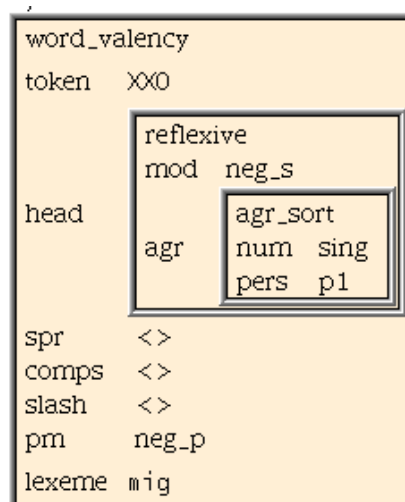 word_valency
token XX0
reflexive
mod neg_s
head
agr_sort
agr num sing
pers p1
spr <>
comps <>
slash <>
pm neg_p
lexeme mig